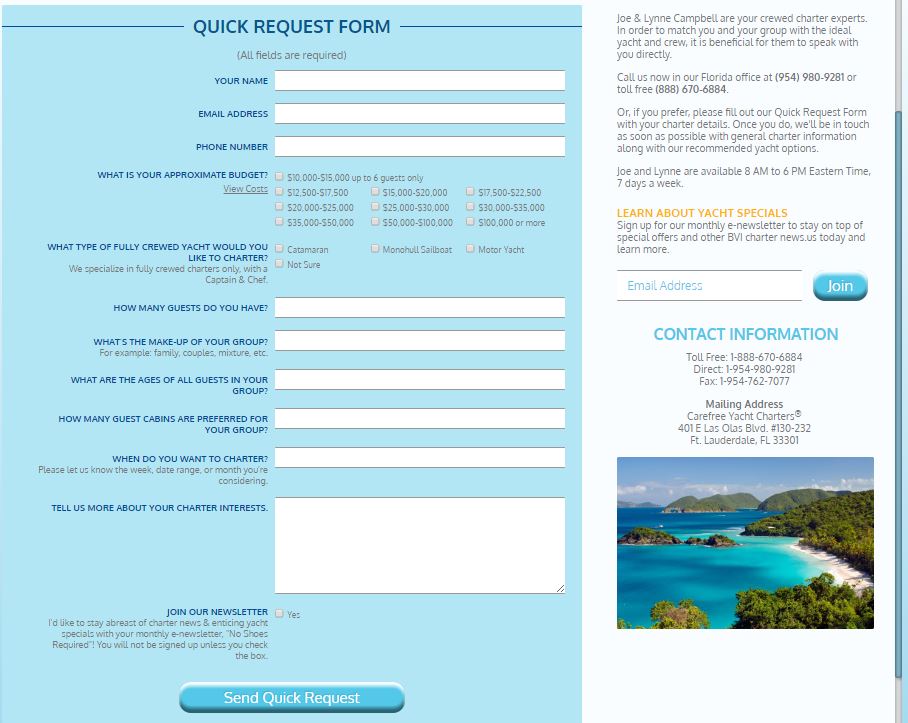 QUICK REQUEST FORM
(All fields are required)
YOUR NAME
EMAIL ADDRESS
PHONE NUMBER
WHAT IS YOUR APPROXIMATE BUDGET?
View Costs
$10,000-$15,000 up to 6 guests only
$12,500-$17,500 $15,000-$20,000 $17,500-$22,500
$20,000-$25,000 $25,000-$30,000 $30,000-$35,000
$35,000-$50,000 $50,000-$100,000 $100,000 or more
WHAT TYPE OF FULLY CREWED YACHT WOULD YOU
LIKE TO CHARTER?
We specialize in fully crewed charters only, with a
Captain & Chef.
Catamaran Monohull Sailboat Motor Yacht
Not Sure
HOW MANY GUESTS DO YOU HAVE?
WHAT'S THE MAKE-UP OF YOUR GROUP?
For example: family, couples, mixture, etc.
WHAT ARE THE AGES OF ALL GUESTS IN YOUR
GROUP?
HOW MANY GUEST CABINS ARE PREFERRED FOR
YOUR GROUP?
WHEN DO YOU WANT TO CHARTER?
Please let us know the week, date range, or month you're
considering.
TELL US MORE ABOUT YOUR CHARTER INTERESTS.
JOIN OUR NEWSLETTER
I'd like to stay abreast of charter news & enticing yacht
specials with your monthly e-newsletter, "No Shoes
Required"! You will not be signed up unless you check
the box.
Yes
Send Quick Request
Joe & Lynne Campbell are your crewed charter experts.
In order to match you and your group with the ideal
yacht and crew, it is beneficial for them to speak with
you directly.
Call us now in our Florida office at (954) 980-9281 or
toll free (888) 670-6884.
Or, if you prefer, please fill out our Quick Request Form
with your charter details. Once you do, we'll be in touch
as soon as possible with general charter information
along with our recommended yacht options.
Joe and Lynne are available 8 AM to 6 PM Eastern Time,
7 days a week.
LEARN ABOUT YACHT SPECIALS
Sign up for our monthly e-newsletter to stay on top of
special offers and other BVI charter news.us today and
learn more.
Email Address
Join
CONTACT INFORMATION
Toll Free: 1-888-670-6884
Direct: 1-954-980-9281
Fax: 1-954-762-7077
Mailing Address
Carefree Yacht Charters®
401 E Las Olas Blvd. #130-232
Ft. Lauderdale, FL 33301